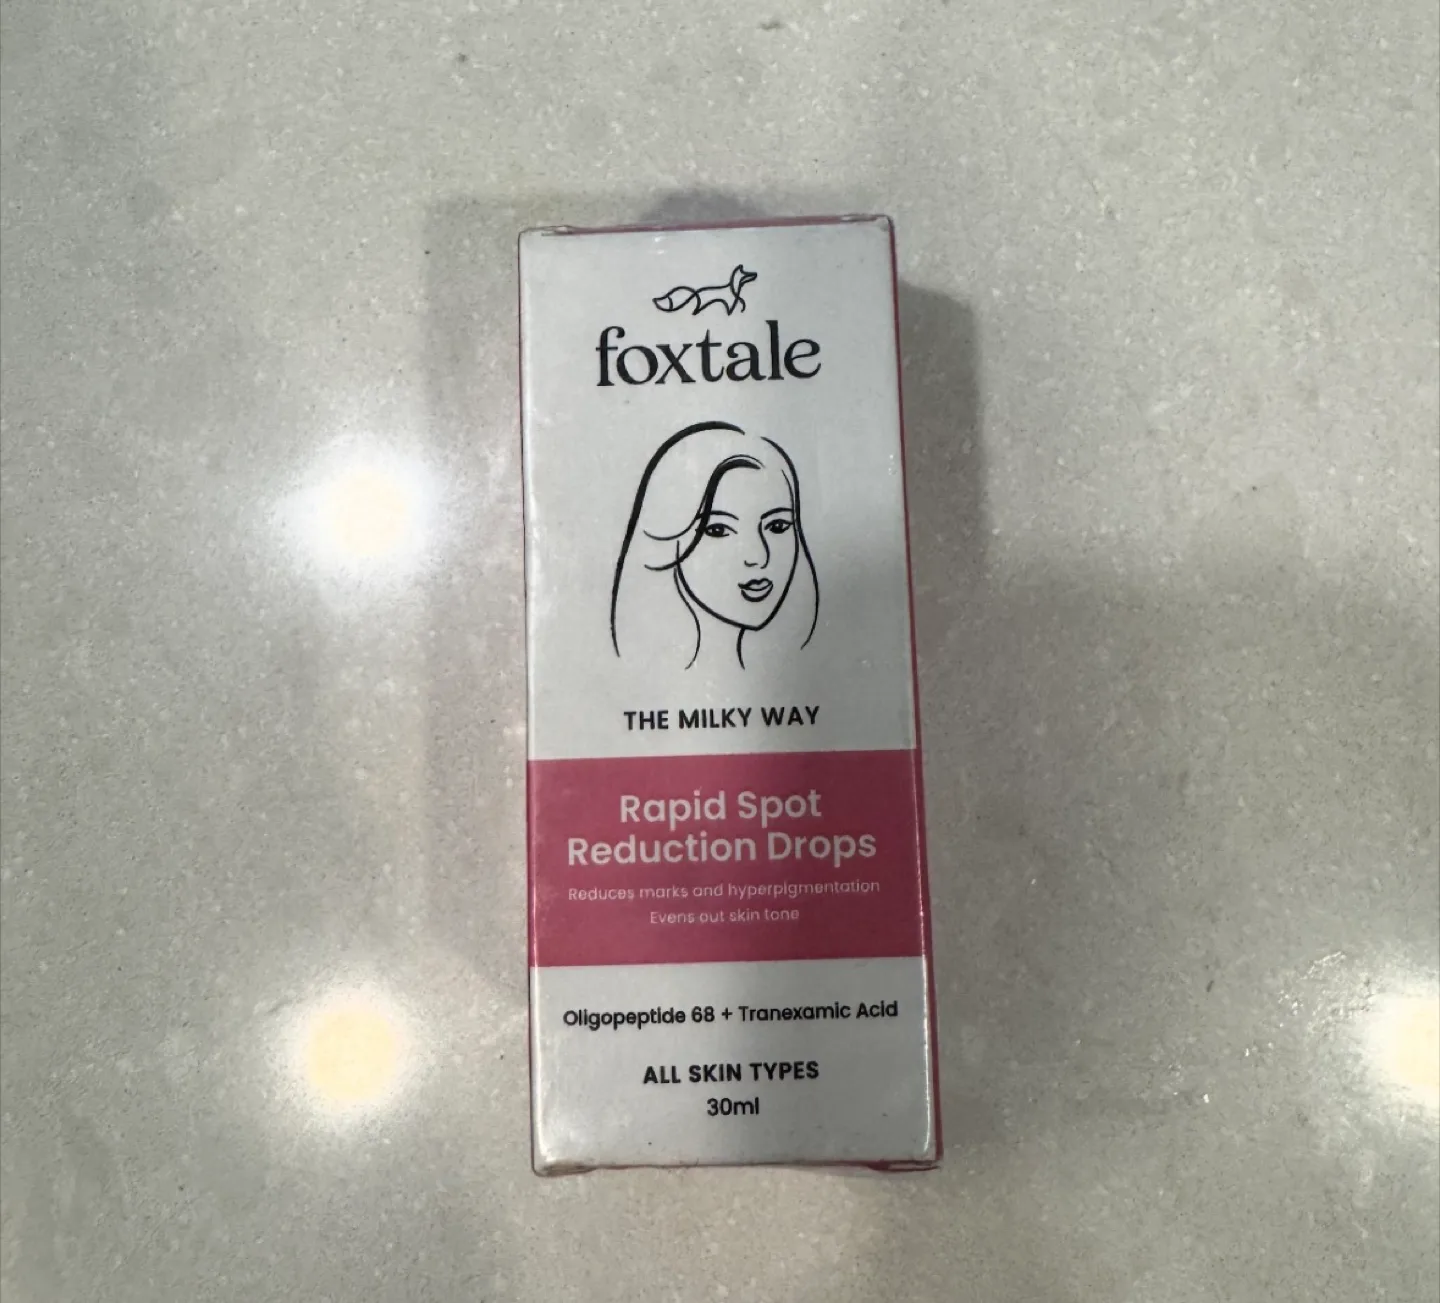 foxtale
THE MILKY WAY
Rapid Spot
Reduction Drops
Reduces marks and hyperpigmentation
Evens out skin tone
Oligopeptide 68 + Tranexamic Acid
ALL SKIN TYPES
30ml